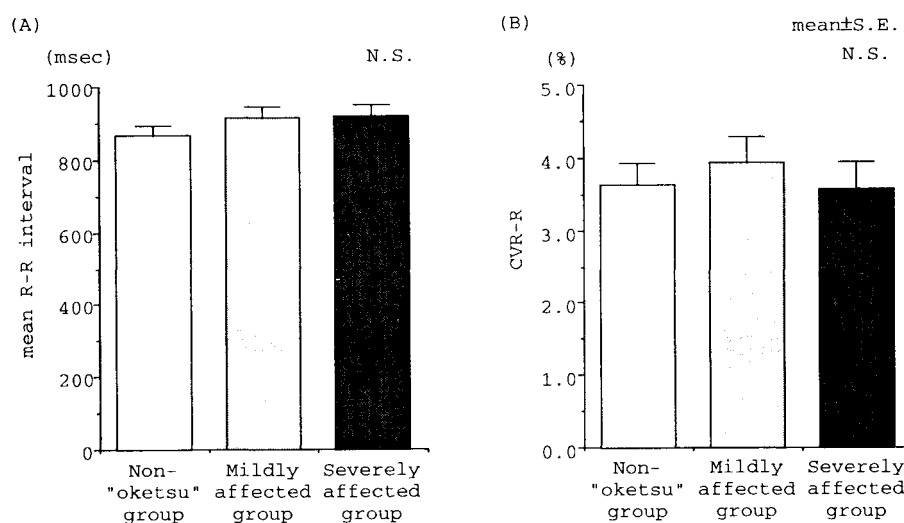 (A)
(msec)
N.S.
mean R-R interval
1000
800
600
400
200
0
Non-
"oketsu"
group
Mildly
affected
group
Severely
affected
group
(B)
mean±S.E.
(%)
N.S.
CVR-R
5.0
4.0
3.0
2.0
1.0
0.0
Non-
"oketsu"
group
Mildly
affected
group
Severely
affected
group